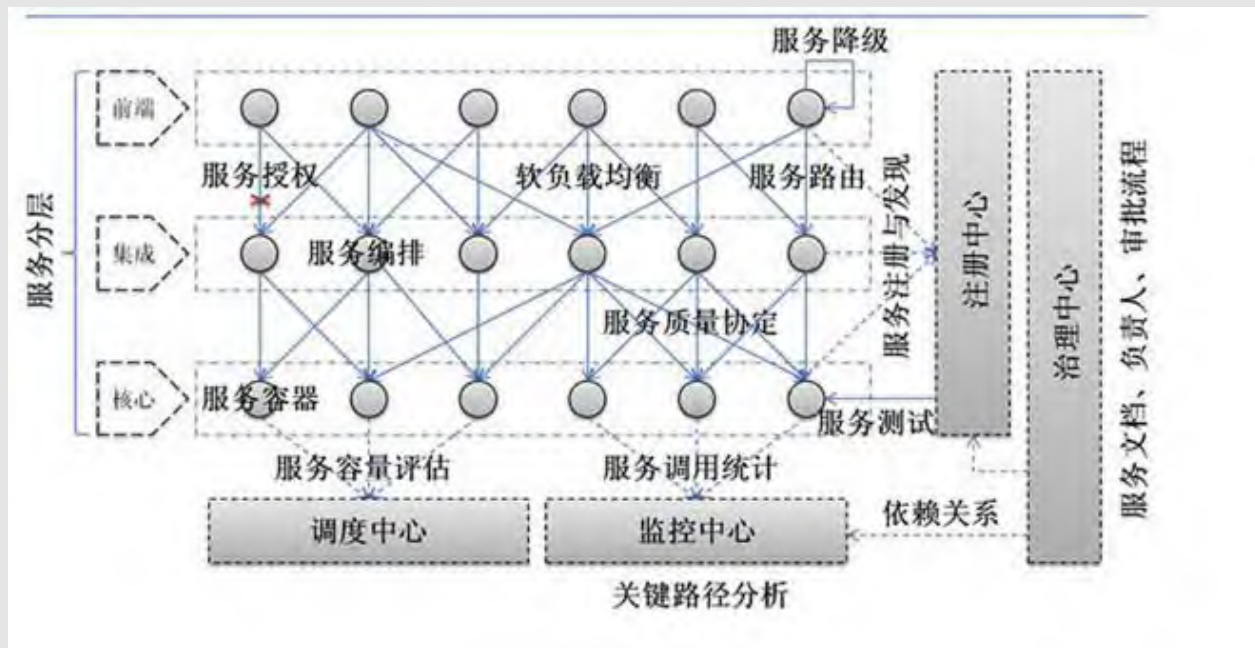 服务降级
前端
服务授权
软负载均衡
服务路由
服务分层
集成
服务编排
服务质量协定
服务注册与发现
注册中心
治理中心
服务文档、负责人、审批流程
核心
服务容器
服务测试
服务容量评估
服务调用统计
调度中心
监控中心
依赖关系
关键路径分析